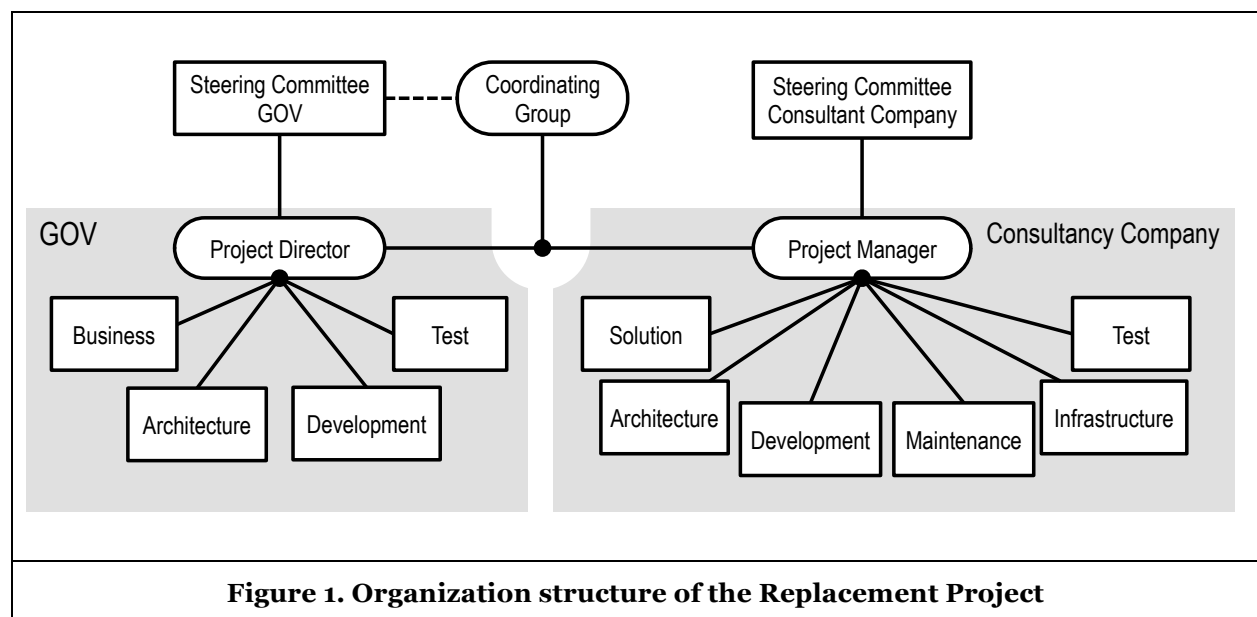 Steering Committee
GOV
Coordinating
Group
Steering Committee
Consultant Company
GOV
Project Director
Project Manager
Consultancy Company
Business
Test
Architecture
Development
Solution
Test
Architecture
Development
Maintenance
Infrastructure
Figure 1. Organization structure of the Replacement Project